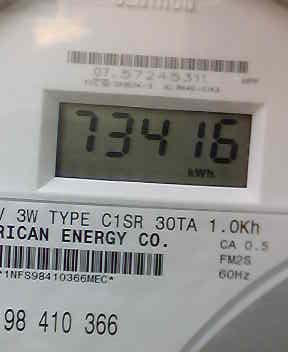 07.5724531!
73416
kWh
V 3W TYPE C1SR 30TA 1.0Kh
RICAN ENERGY CO.
CA 0.5
FM2S
60Hz
*1NFS98410366MEC*
98 410 366